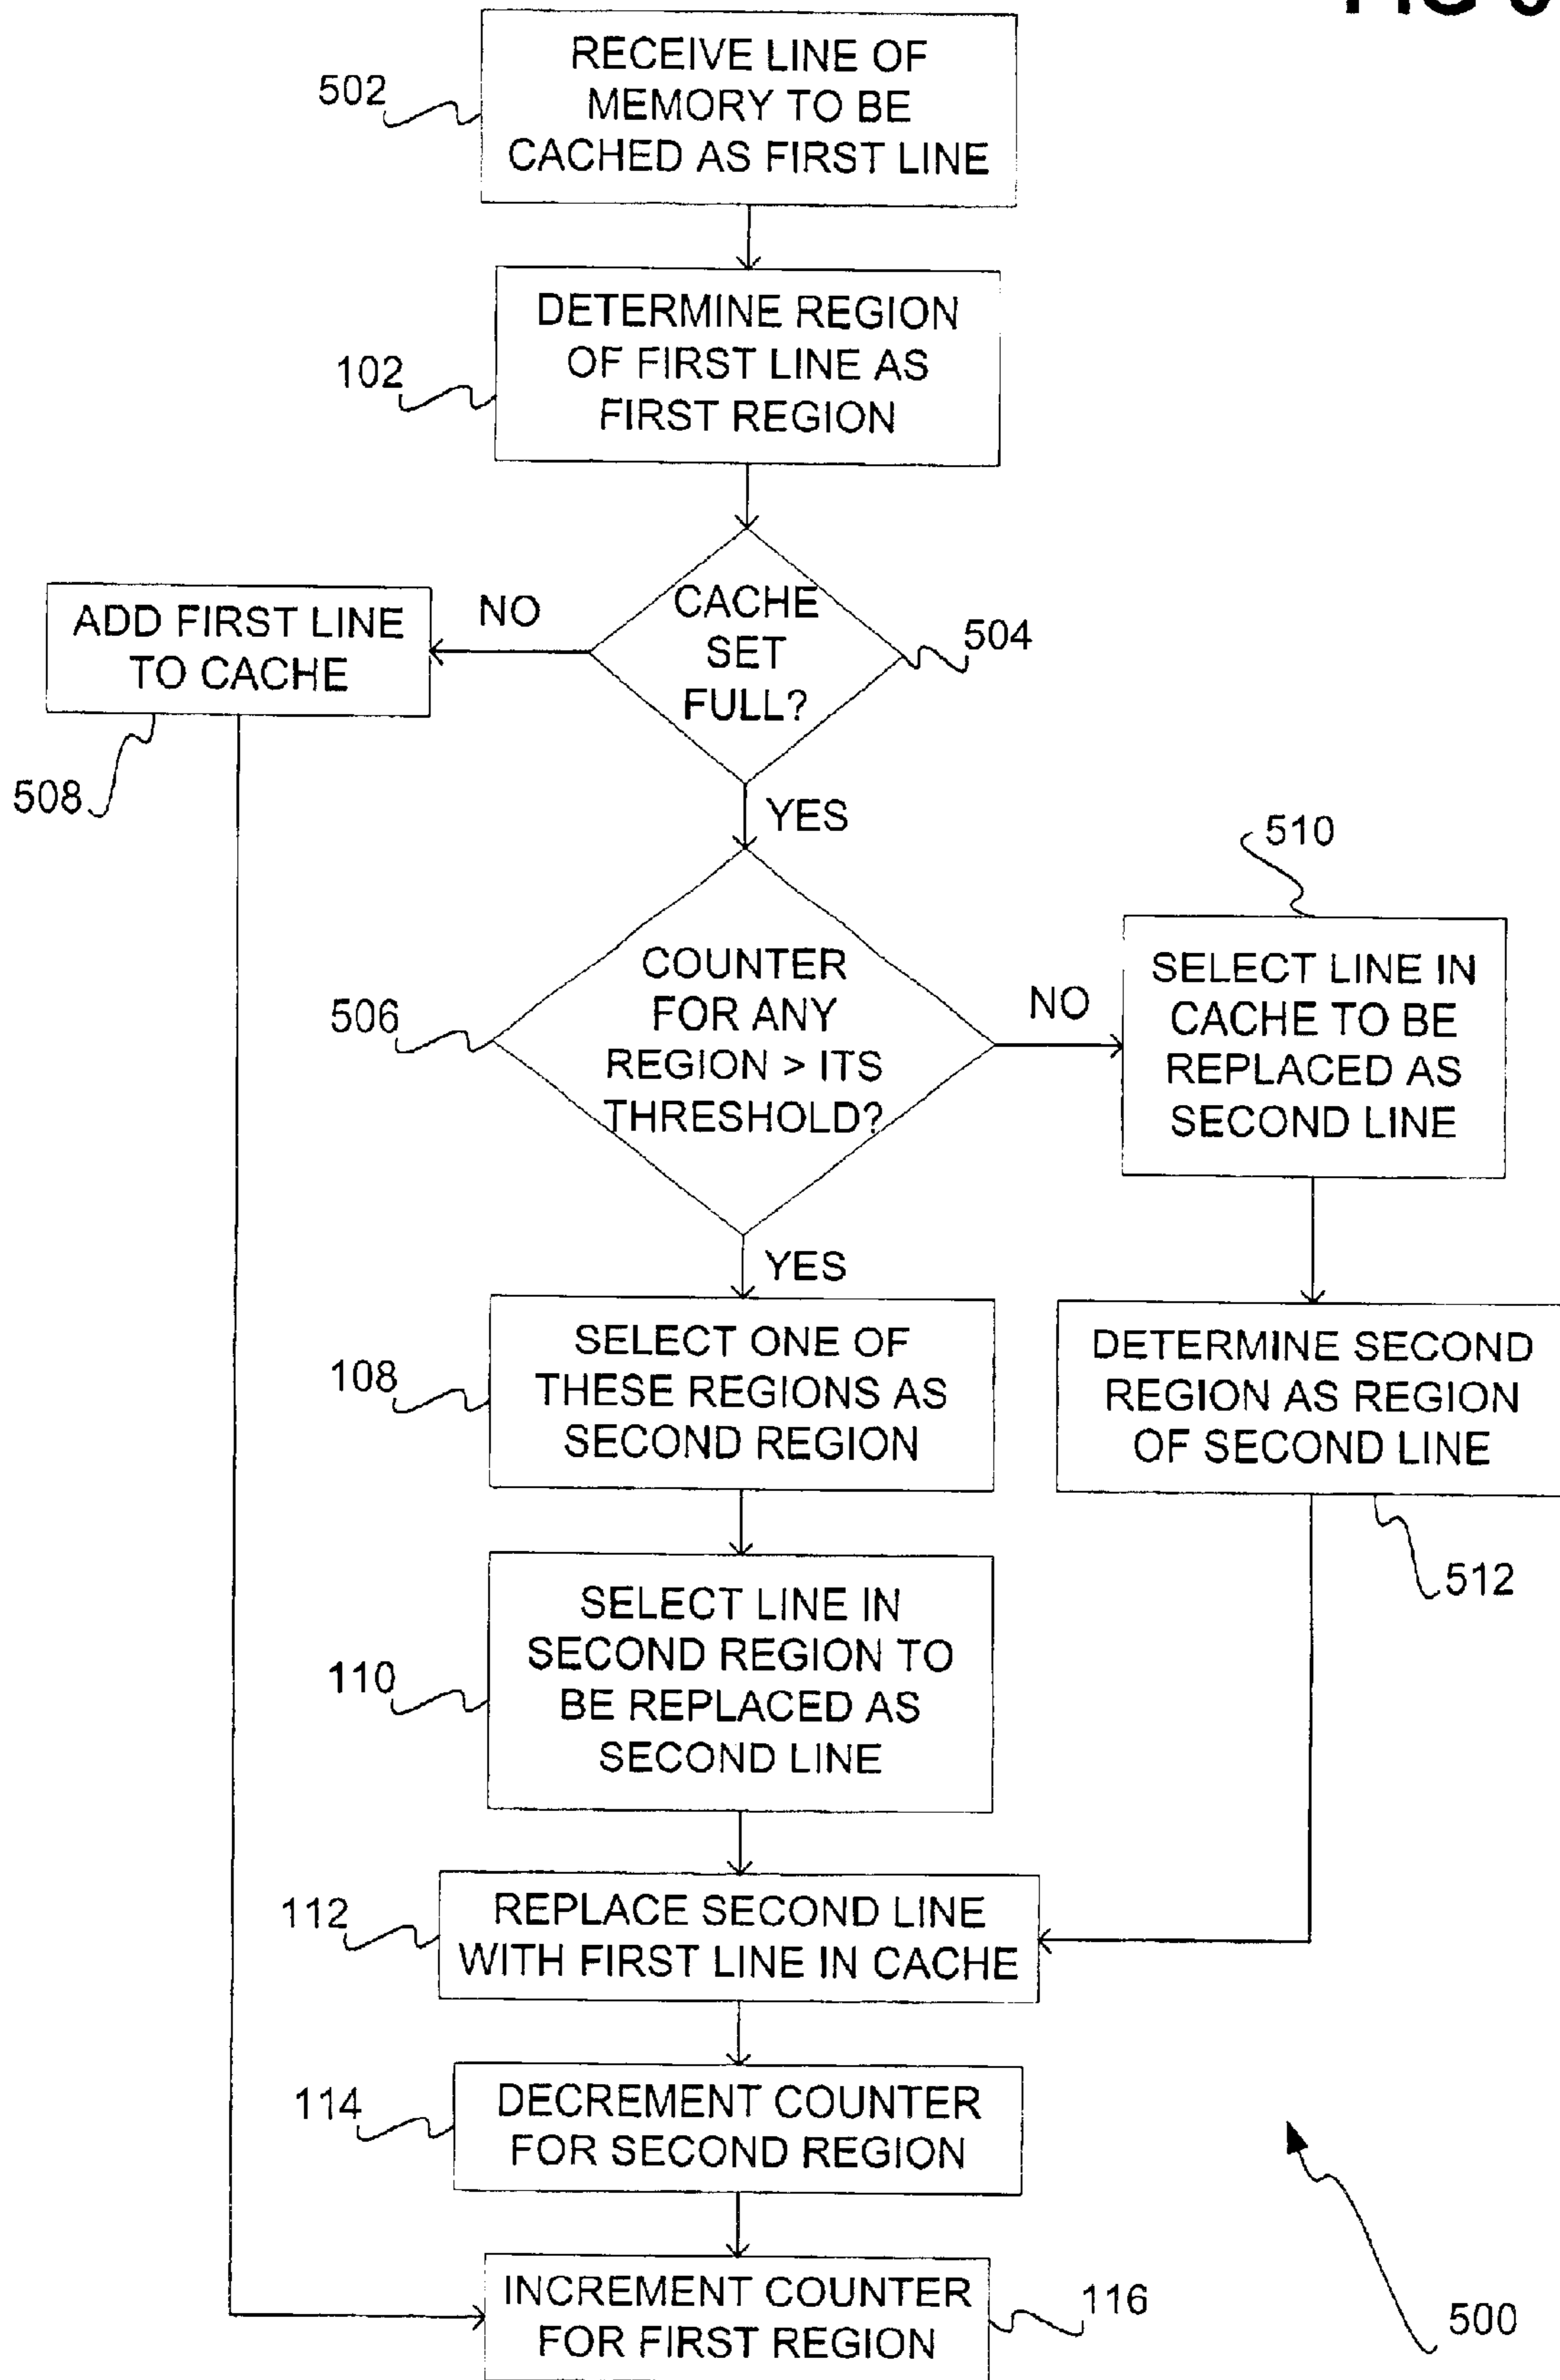 FIG
502
RECEIVE LINE OF
MEMORY TO BE
CACHED AS FIRST LINE
102
DETERMINE REGION
OF FIRST LINE AS
FIRST REGION
ADD FIRST LINE
TO CACHE
NO
CACHE
SET
FULL?
504
508
YES
510
506
COUNTER
FOR ANY
REGION > ITS
THRESHOLD?
NO
SELECT LINE IN
CACHE TO BE
REPLACED AS
SECOND LINE
YES
108
SELECT ONE OF
THESE REGIONS AS
SECOND REGION
DETERMINE SECOND
REGION AS REGION
OF SECOND LINE
512
110
SELECT LINE IN
SECOND REGION TO
BE REPLACED AS
SECOND LINE
112
REPLACE SECOND LINE
WITH FIRST LINE IN CACHE
114
DECREMENT COUNTER
FOR SECOND REGION
INCREMENT COUNTER
FOR FIRST REGION
116
500